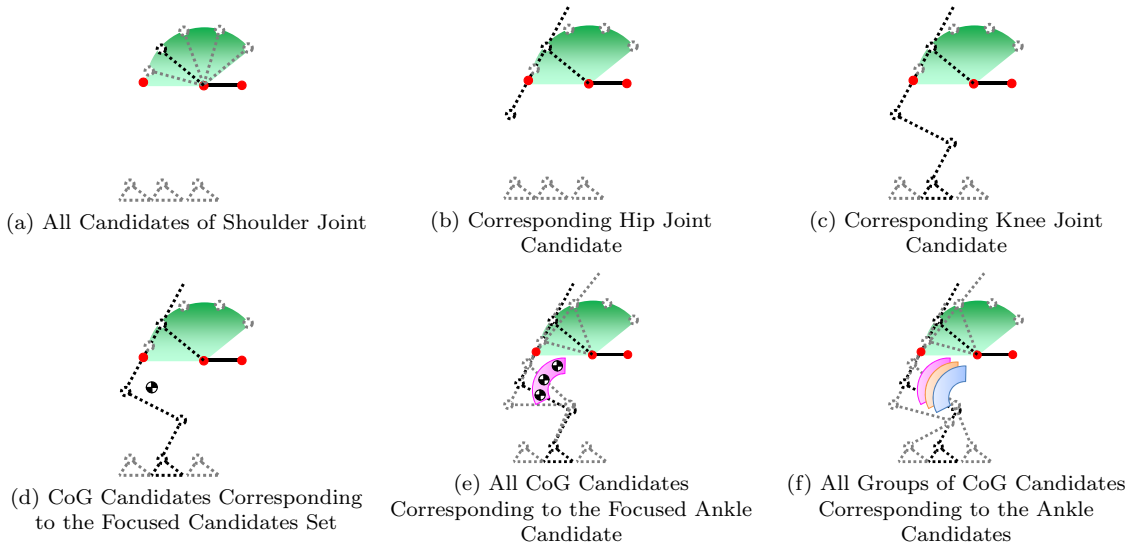 (a) All Candidates of Shoulder Joint
(b) Corresponding Hip Joint
Candidate
(c) Corresponding Knee Joint
Candidate
(d) CoG Candidates Corresponding
to the Focused Candidates Set
(e) All CoG Candidates
Corresponding to the Focused Ankle
Candidate
(f) All Groups of CoG Candidates
Corresponding to the Ankle
Candidates